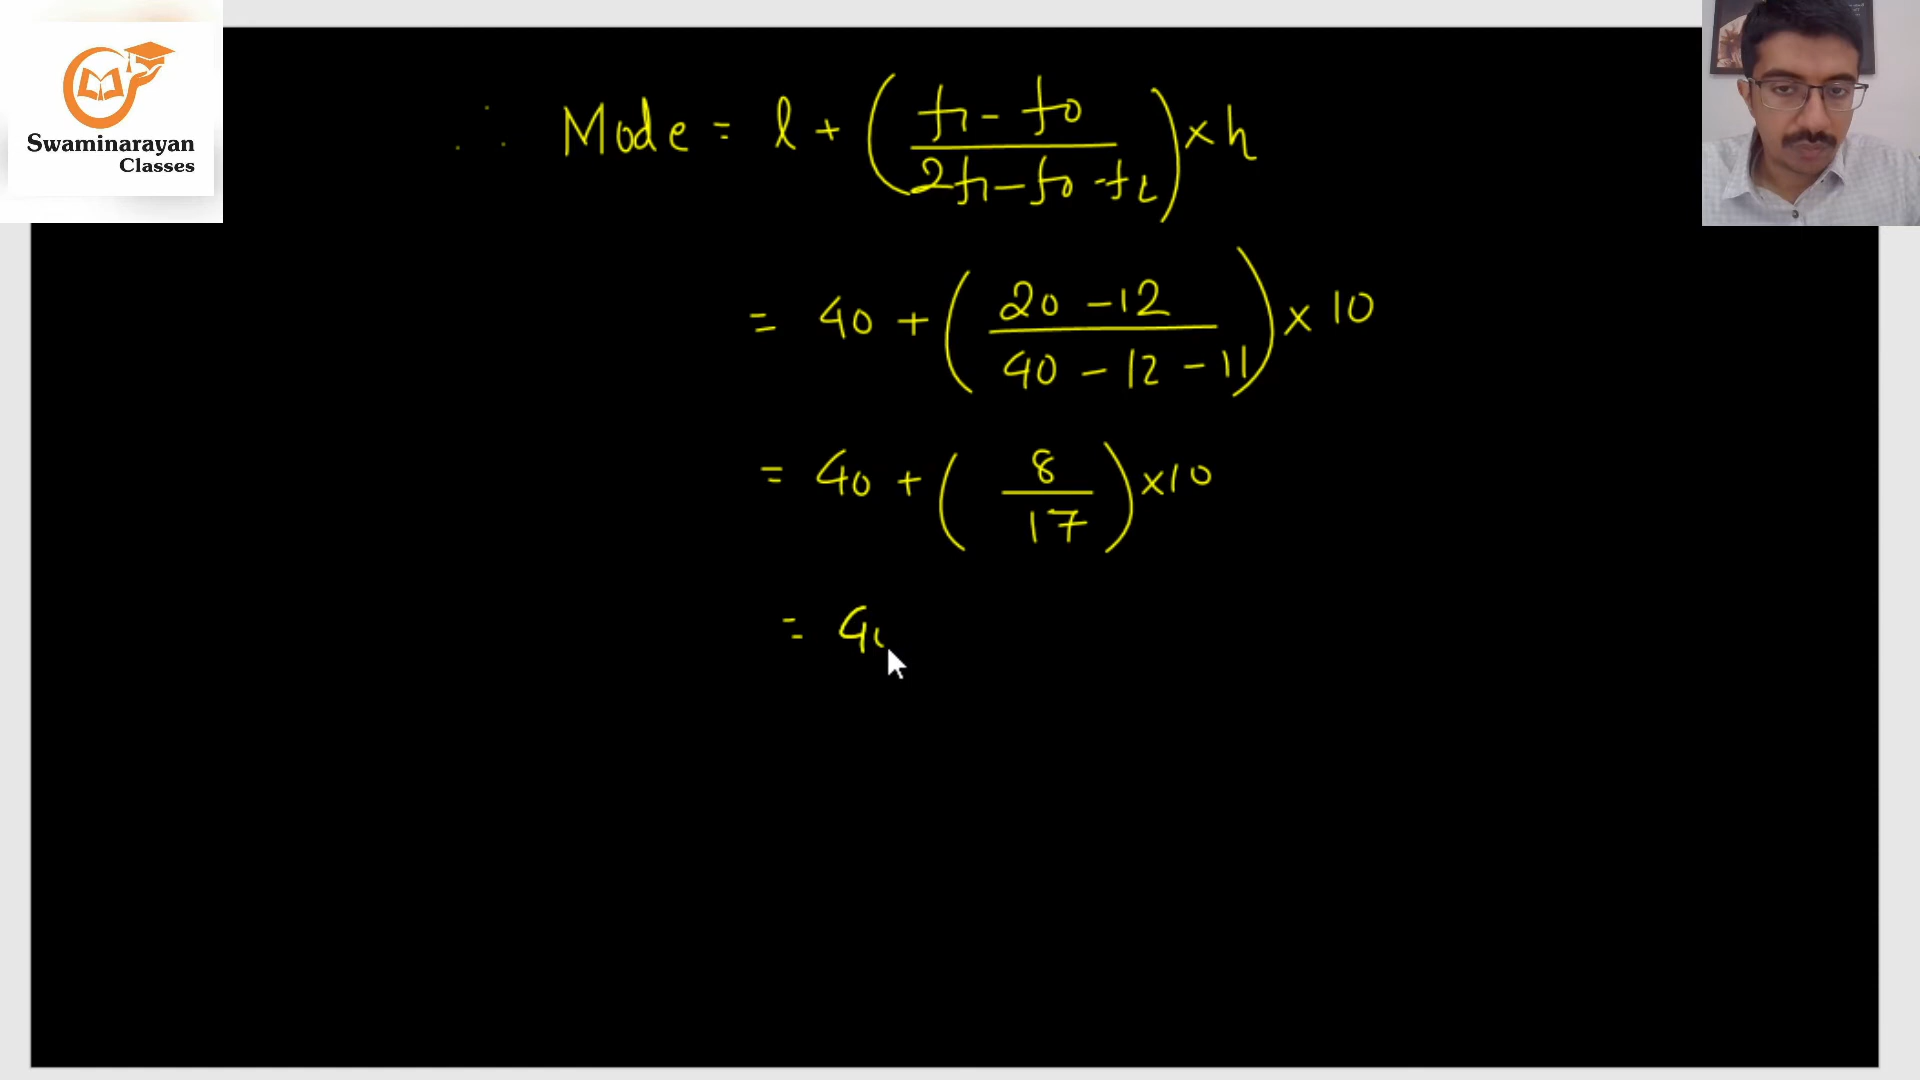 Swaminarayan
Classes
∴ Mode = l + (f1 - f0 / 2f1 - f0 - f2) × h
= 40 + (20 - 12 / 40 - 12 - 11) × 10
= 40 + (8 / 17) × 10
= 4